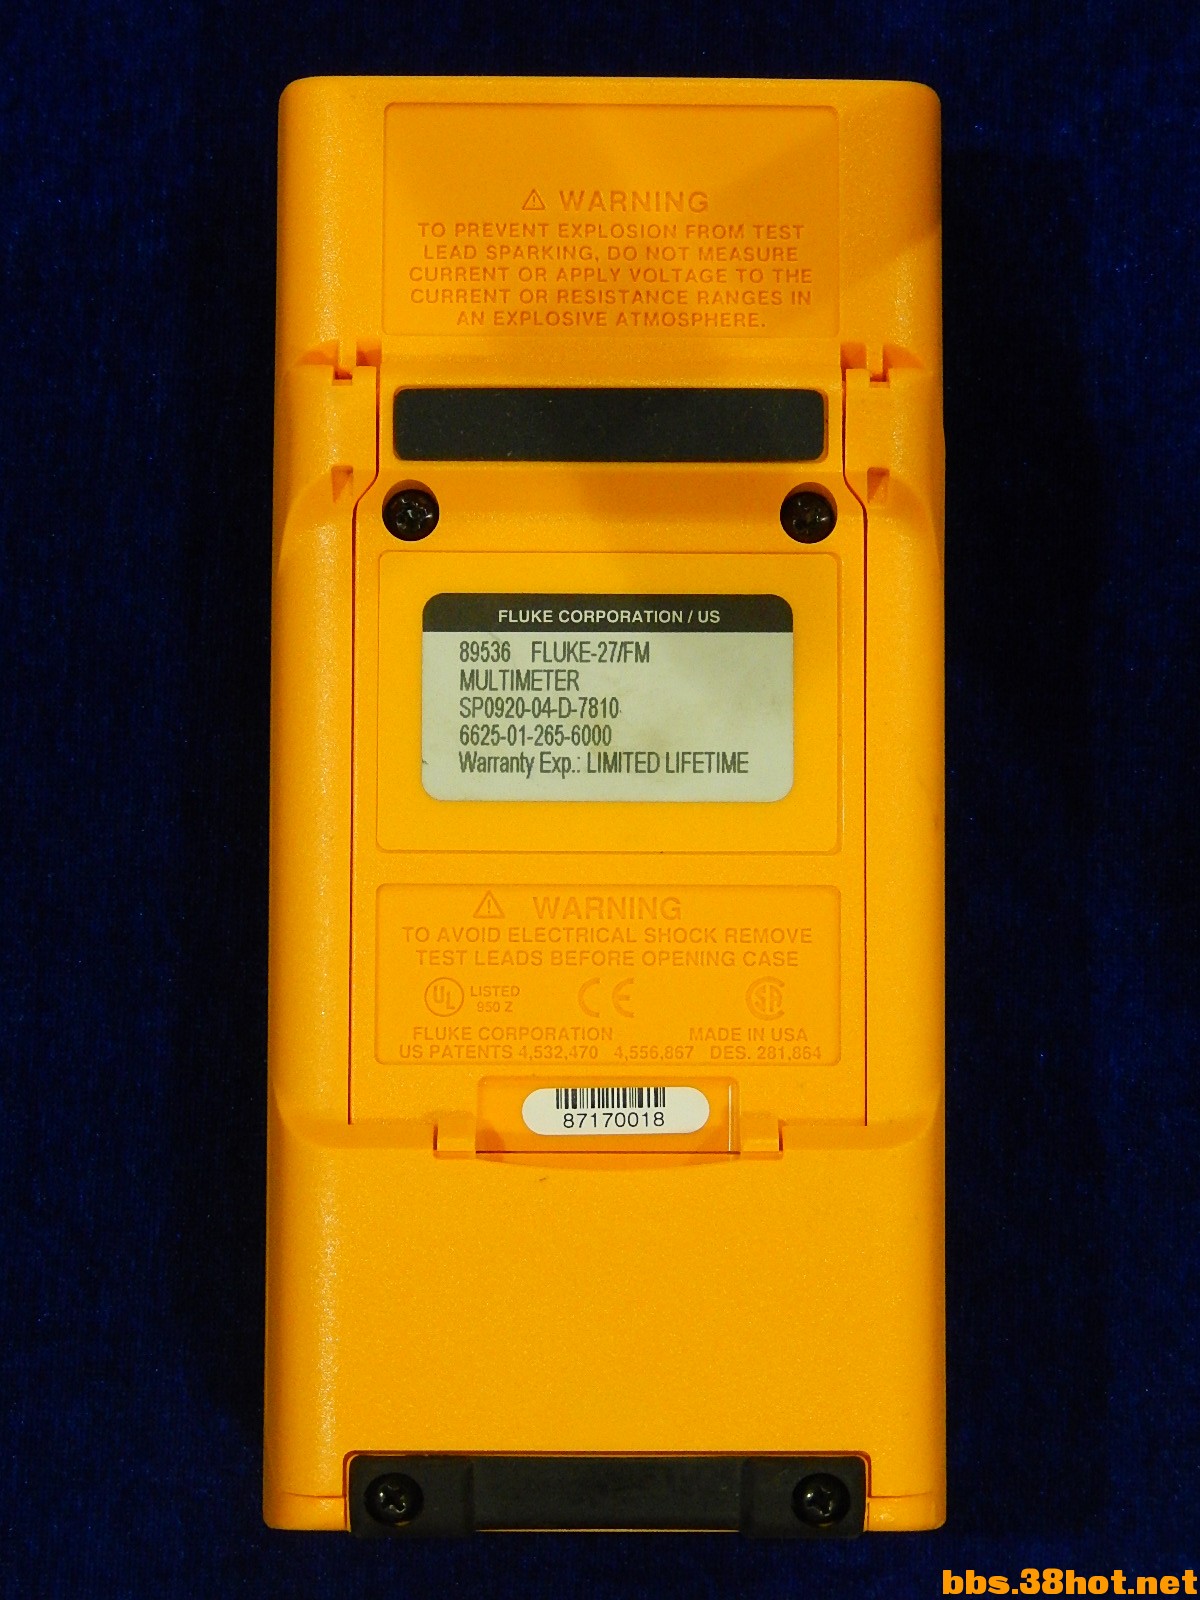 ⚠ WARNING
TO PREVENT EXPLOSION FROM TEST
LEAD SPARKING, DO NOT MEASURE
CURRENT OR APPLY VOLTAGE TO THE
CURRENT OR RESISTANCE RANGES IN
AN EXPLOSIVE ATMOSPHERE.
FLUKE CORPORATION / US
89536 FLUKE-27/FM
MULTIMETER
SP0920-04-D-7810
6625-01-265-6000
Warranty Exp.: LIMITED LIFETIME
⚠ WARNING
TO AVOID ELECTRICAL SHOCK REMOVE
TEST LEADS BEFORE OPENING CASE
UL LISTED 950 Z CE SA
FLUKE CORPORATION MADE IN USA
US PATENTS 4,532,470 4,556,867 DES. 281,864
87170018
bbs.38hot.net